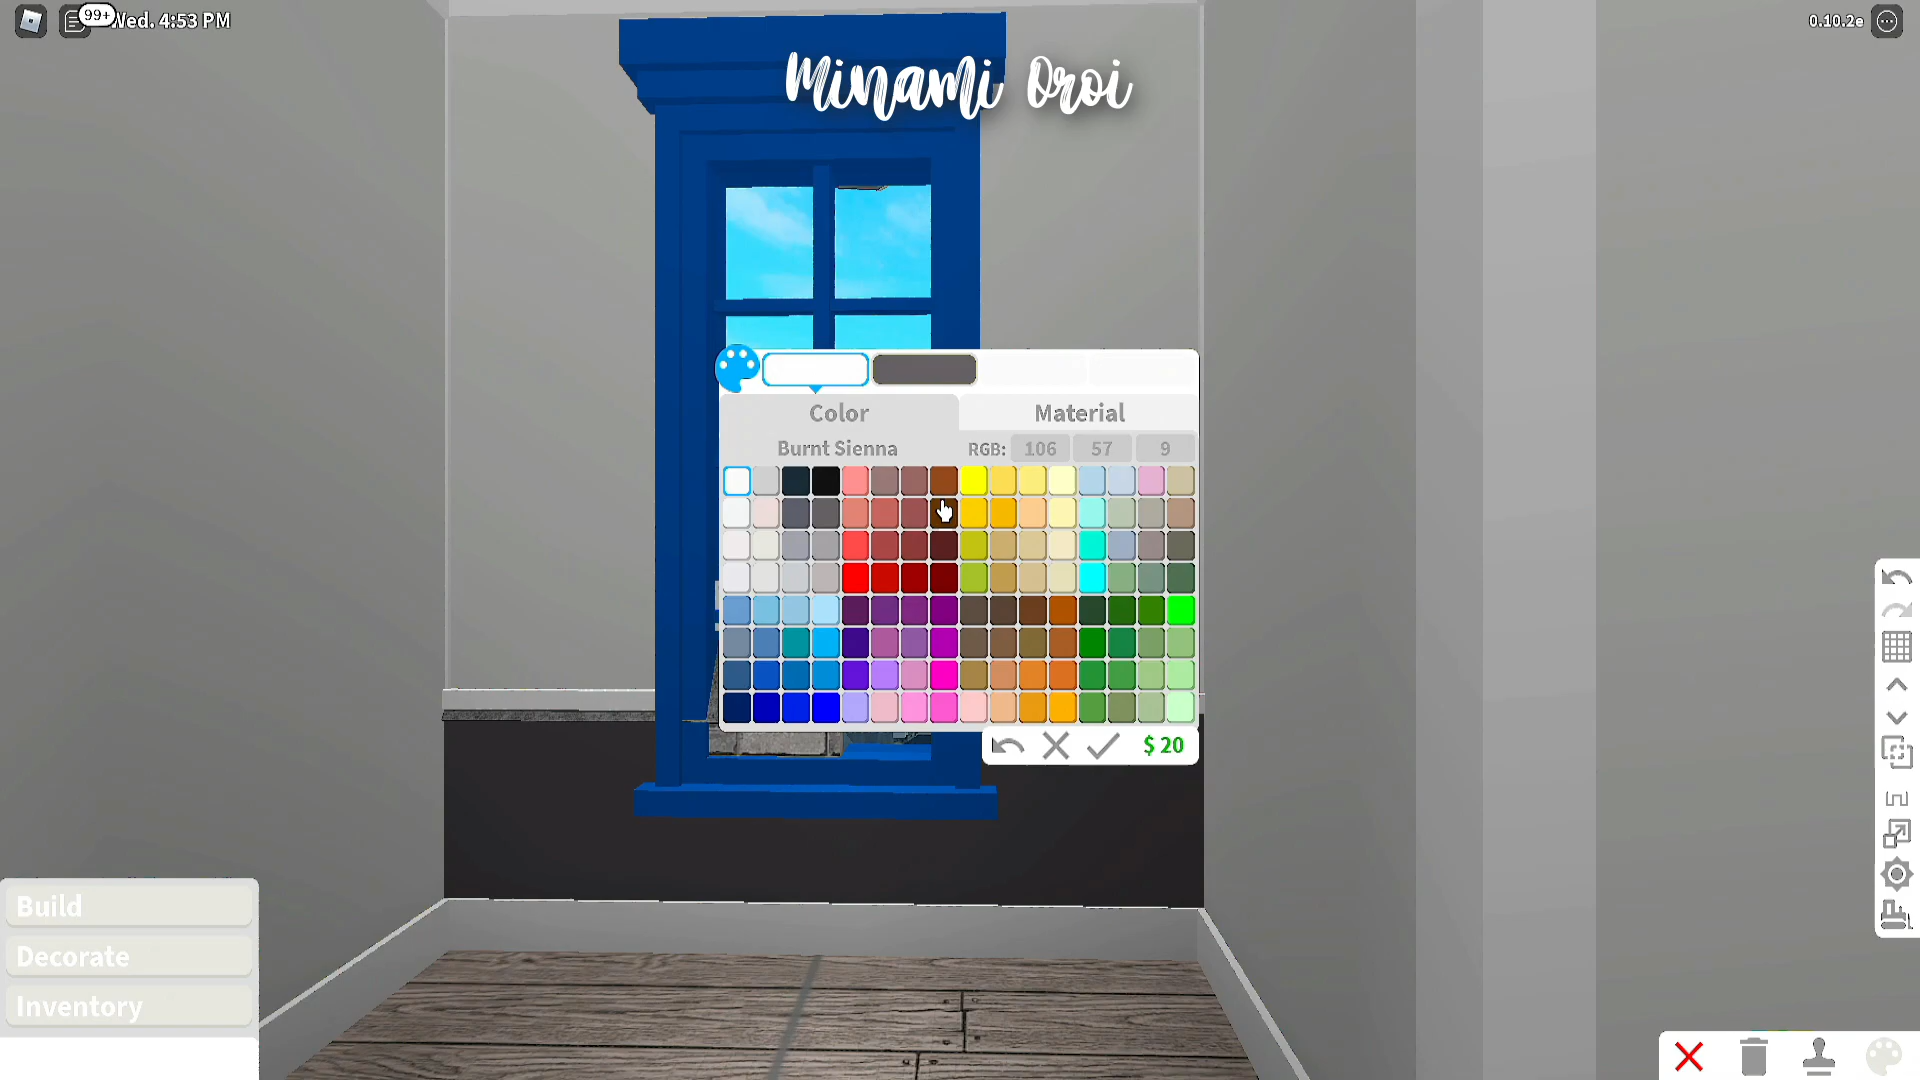 99+
Wed. 4:53 PM
0.10.2e
Minami Oroi
Color
Material
Burnt Sienna
RGB: 106 57 9
$ 20
Build
Decorate
Inventory